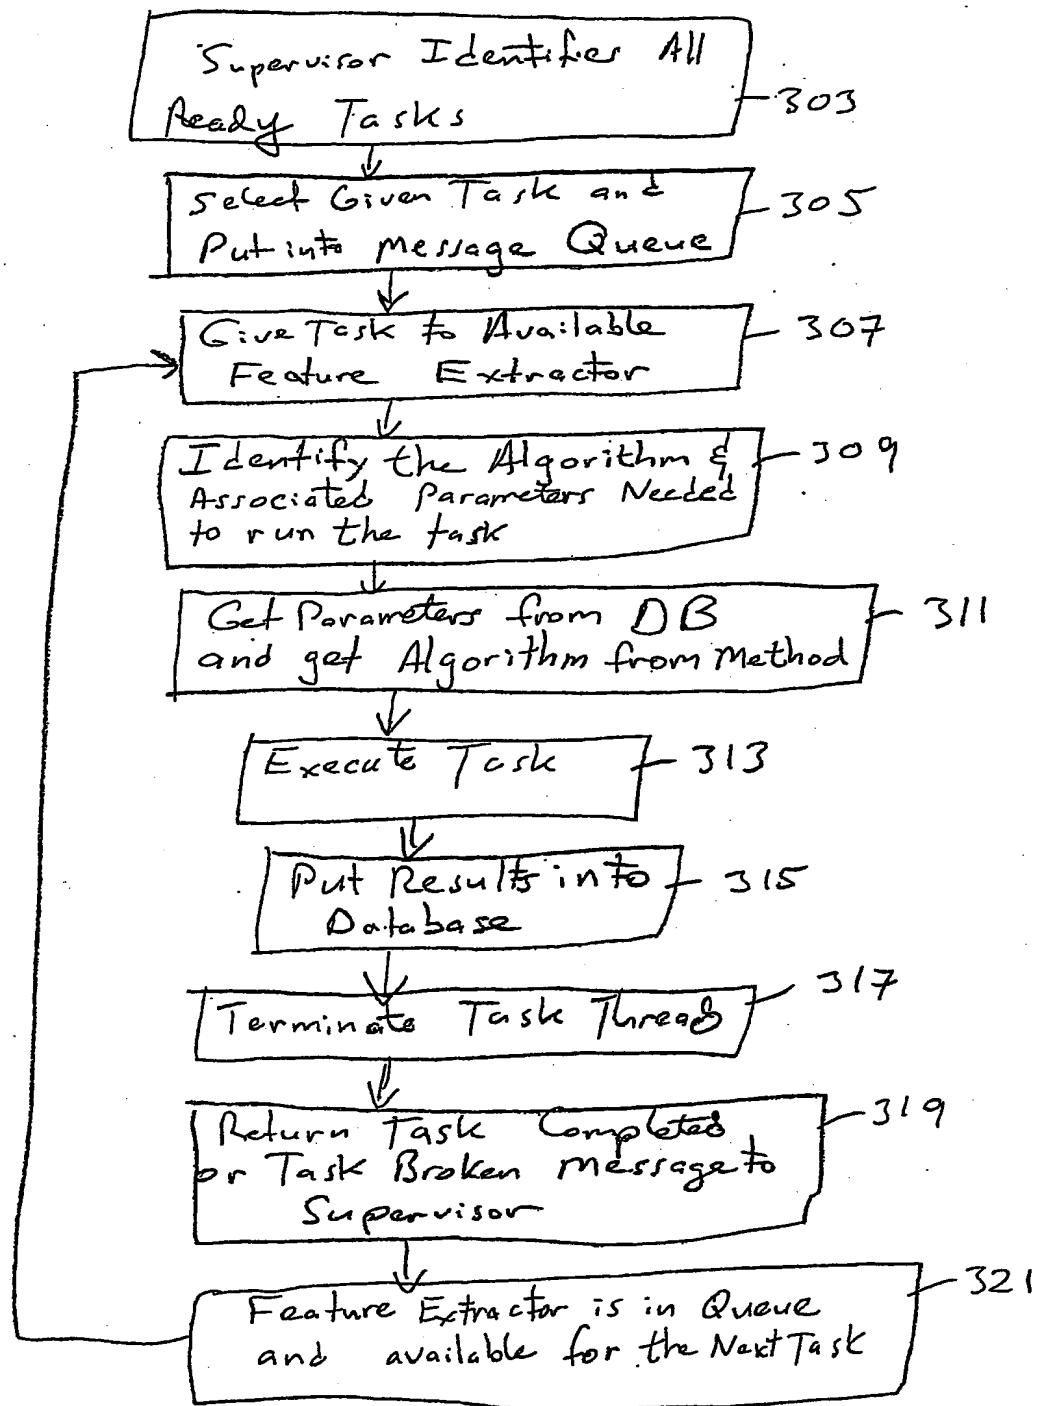 Supervisor Identifies All
Ready Tasks
303
Select Given Task and
Put into Message Queue
305
Give Task to Available
Feature Extractor
307
Identify the Algorithm &
Associated Parameters Needed
to run the task
309
Get Parameters from DB
and get Algorithm from Method
311
Execute Task
313
Put Results into
Database
315
Terminate Task Thread
317
Return Task Completed
or Task Broken Message to
Supervisor
319
Feature Extractor is in Queue
and available for the Next Task
321